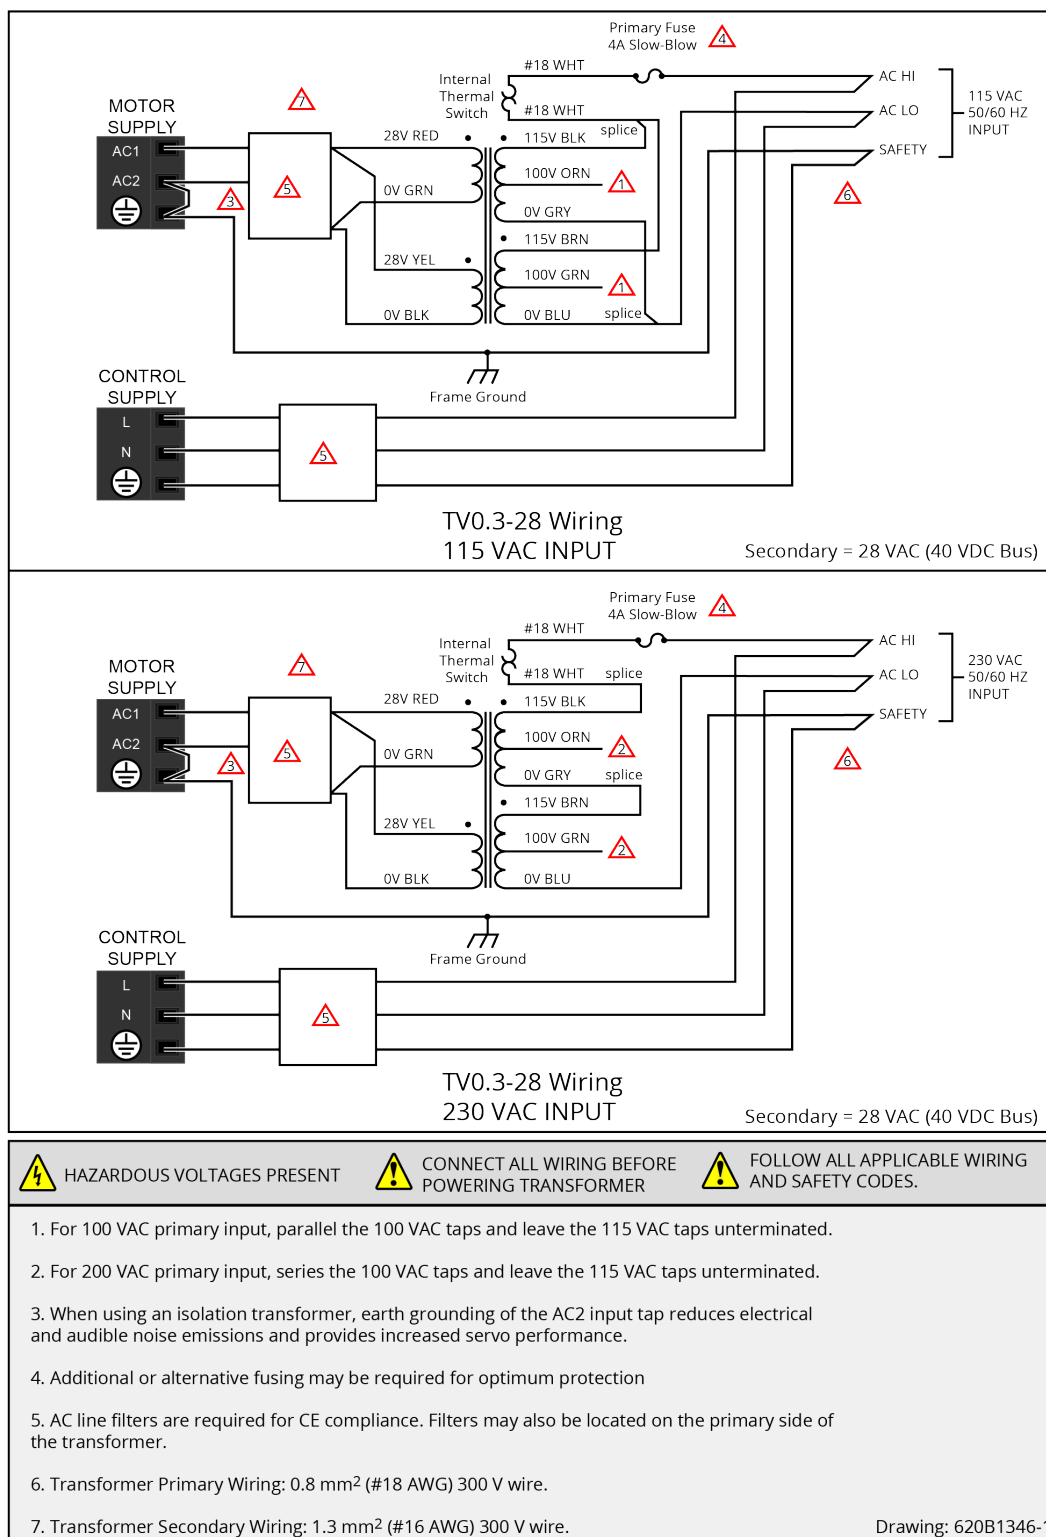 Primary Fuse
4A Slow-Blow
4
#18 WHT
AC HI
Internal
Thermal
Switch
7
115 VAC
50/60 HZ
INPUT
MOTOR
SUPPLY
#18 WHT
AC LO
splice
28V RED
115V BLK
AC1
SAFETY
100V ORN
1
AC2
5
3
0V GRN
6
0V GRY
115V BRN
28V YEL
100V GRN
1
0V BLK
0V BLU
splice
CONTROL
SUPPLY
Frame Ground
L
N
5
TV0.3-28 Wiring
115 VAC INPUT
Secondary = 28 VAC (40 VDC Bus)
Primary Fuse
4A Slow-Blow
4
#18 WHT
AC HI
Internal
Thermal
Switch
7
230 VAC
50/60 HZ
INPUT
MOTOR
SUPPLY
#18 WHT
splice
AC LO
28V RED
115V BLK
AC1
SAFETY
100V ORN
2
AC2
5
3
0V GRN
6
0V GRY
splice
115V BRN
28V YEL
100V GRN
2
0V BLK
0V BLU
CONTROL
SUPPLY
Frame Ground
L
N
5
TV0.3-28 Wiring
230 VAC INPUT
Secondary = 28 VAC (40 VDC Bus)
HAZARDOUS VOLTAGES PRESENT
CONNECT ALL WIRING BEFORE
POWERING TRANSFORMER
FOLLOW ALL APPLICABLE WIRING
AND SAFETY CODES.
1. For 100 VAC primary input, parallel the 100 VAC taps and leave the 115 VAC taps unterminated.
2. For 200 VAC primary input, series the 100 VAC taps and leave the 115 VAC taps unterminated.
3. When using an isolation transformer, earth grounding of the AC2 input tap reduces electrical
and audible noise emissions and provides increased servo performance.
4. Additional or alternative fusing may be required for optimum protection
5. AC line filters are required for CE compliance. Filters may also be located on the primary side of
the transformer.
6. Transformer Primary Wiring: 0.8 mm² (#18 AWG) 300 V wire.
7. Transformer Secondary Wiring: 1.3 mm² (#16 AWG) 300 V wire.
Drawing: 620B1346-1